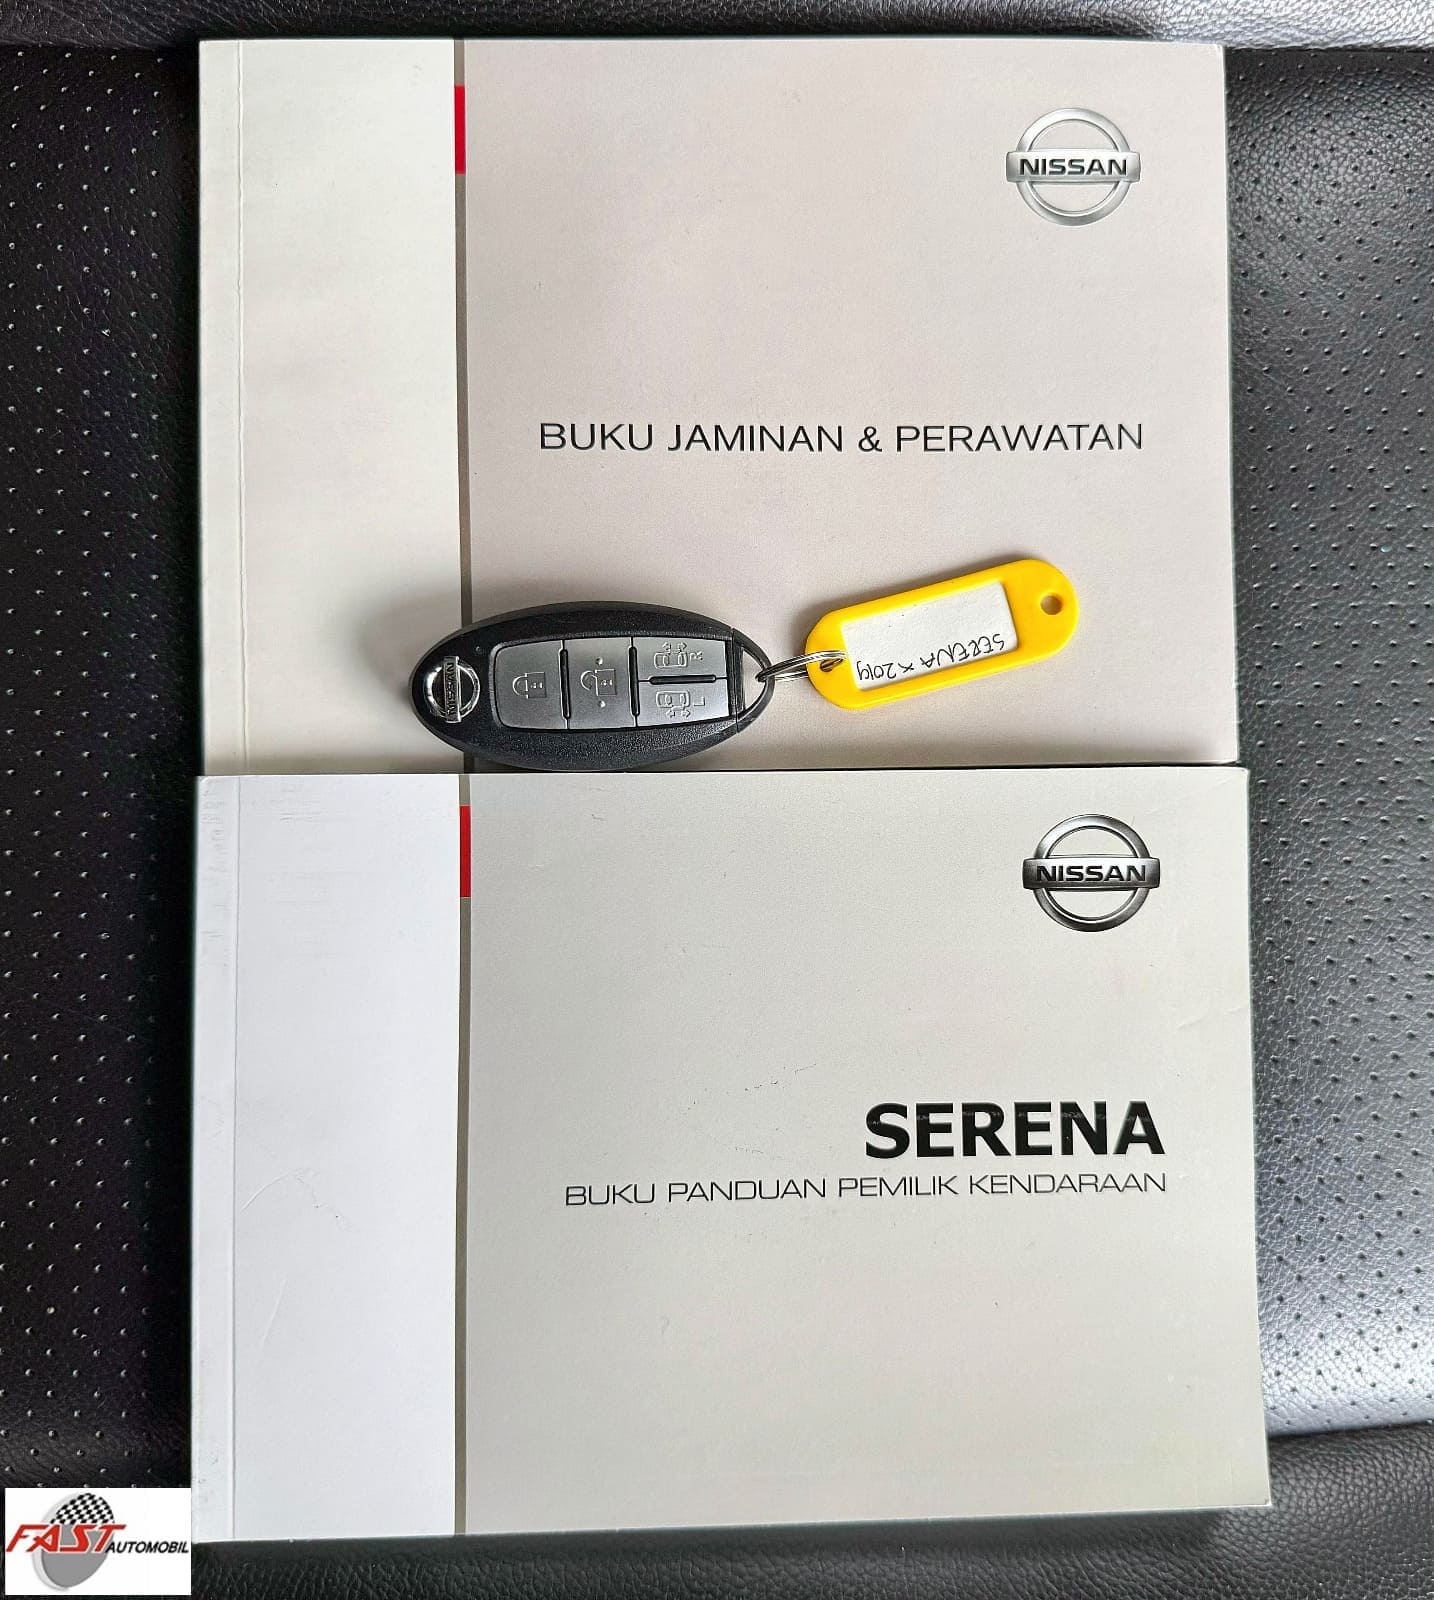 NISSAN
BUKU JAMINAN & PERAWATAN
NISSAN
R
L
SERENA X 2019
NISSAN
SERENA
BUKU PANDUAN PEMILIK KENDARAAN
FAST AUTOMOBIL